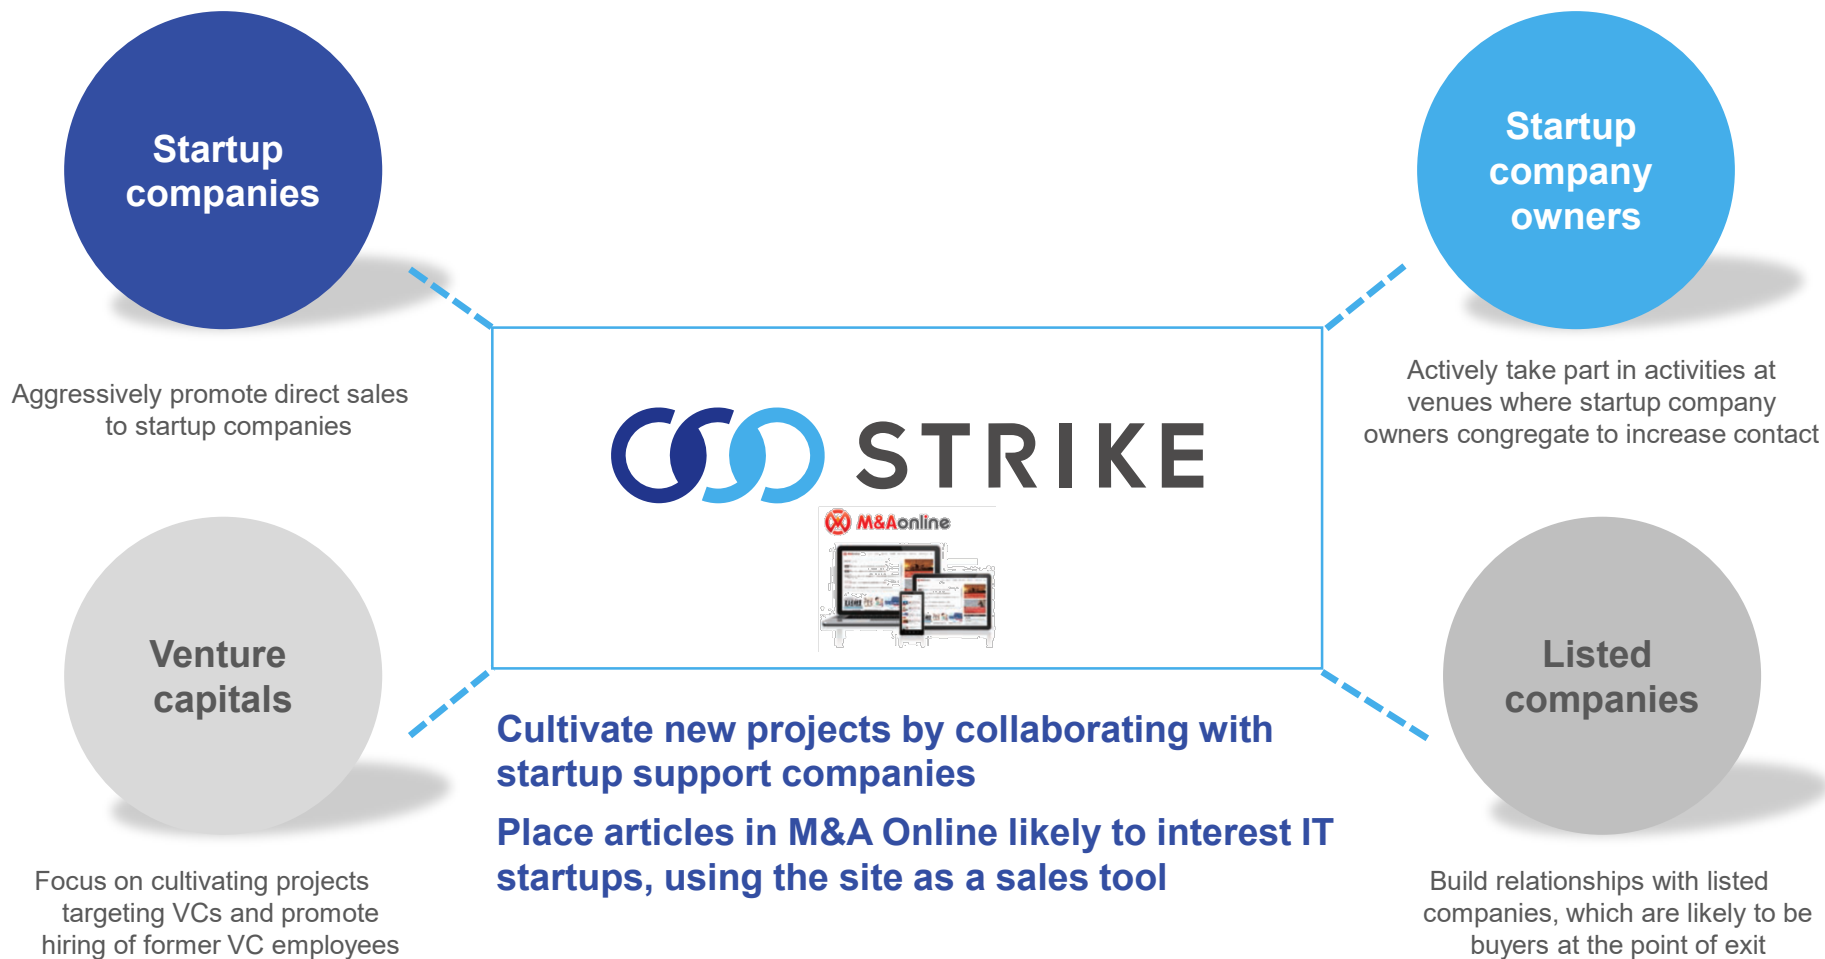 Startup
companies
Aggressively promote direct sales
to startup companies
Startup
company
owners
Actively take part in activities at
venues where startup company
owners congregate to increase contact
STRIKE
M&Aonline
Venture
capitals
Focus on cultivating projects
targeting VCs and promote
hiring of former VC employees
Cultivate new projects by collaborating with
startup support companies
Place articles in M&A Online likely to interest IT
startups, using the site as a sales tool
Listed
companies
Build relationships with listed
companies, which are likely to be
buyers at the point of exit